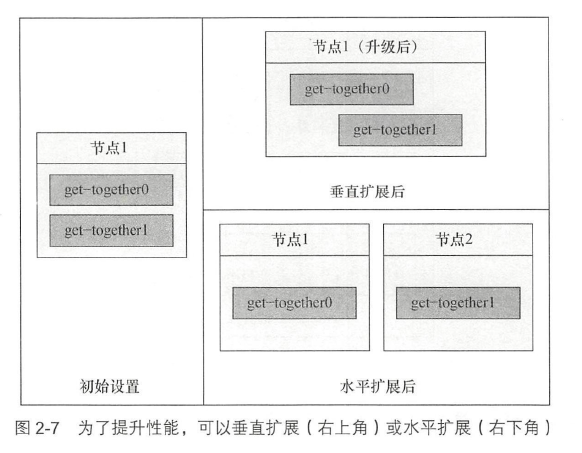 节点1
get-together0
get-together1
初始设置
节点1（升级后）
get-together0
get-together1
垂直扩展后
节点1
get-together0
节点2
get-together1
水平扩展后
图 2-7 为了提升性能，可以垂直扩展（右上角）或水平扩展（右下角）